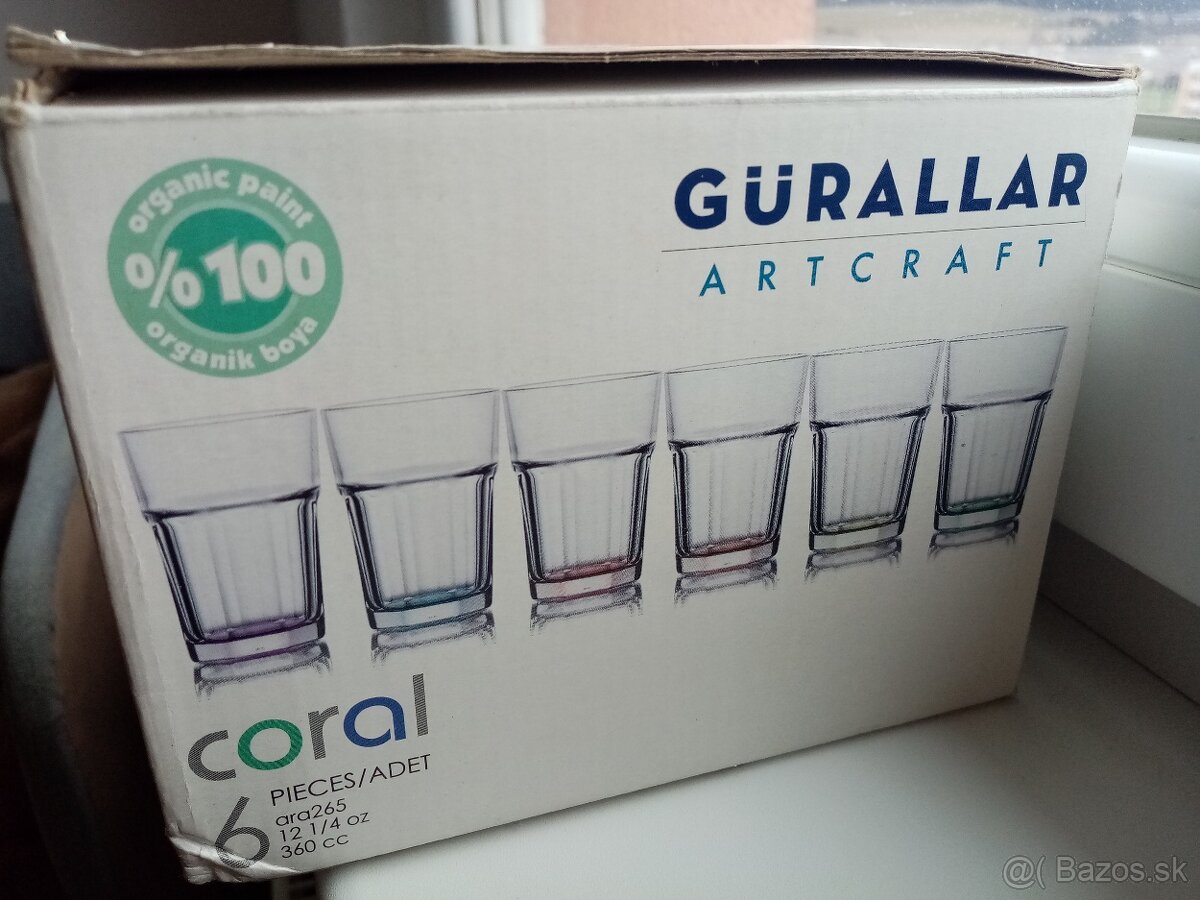 organic paint
%100
organik boya
GÜRALLAR
ARTCRAFT
coral
6 PIECES/ADET
ara265
12 1/4 oz
360 cc
@( Bazos.sk